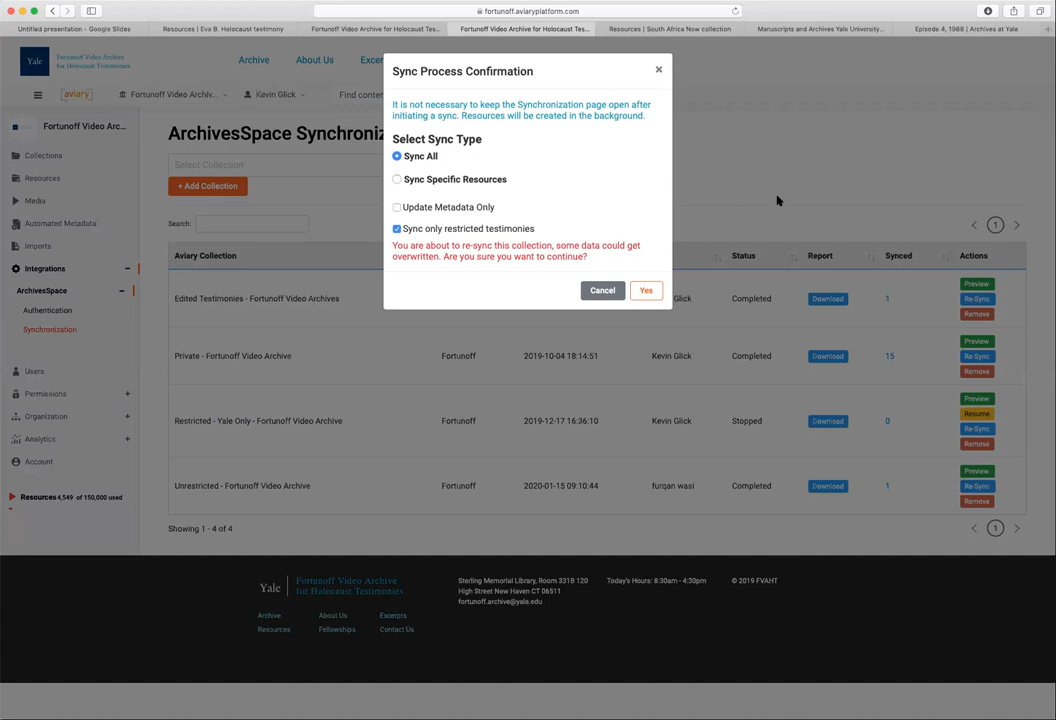 fortunoff.aviaryplatform.com
Untitled presentation - Google Slides
Resources | Eva B. Holocaust testimony
Fortunoff Video Archive for Holocaust Tes...
Fortunoff Video Archive for Holocaust Tes...
Resources | South Africa Now collection
Manuscripts and Archives Yale University...
Episode 4, 1988 | Archives at Yale
Yale
Fortunoff Video Archive
for Holocaust Testimonies
Archive
About Us
Excer
aviary
Fortunoff Video Archiv...
Kevin Glick
Find conten
Fortunoff Video Arc...
Collections
Resources
Media
Automated Metadata
Imports
Integrations
ArchivesSpace
Authentication
Synchronization
Users
Permissions
Organization
Analytics
Account
Resources 4,549 of 150,000 used
ArchivesSpace Synchroni
Select Collection
+ Add Collection
Search:
Sync Process Confirmation
×
It is not necessary to keep the Synchronization page open after
initiating a sync. Resources will be created in the background.
Select Sync Type
Sync All
Sync Specific Resources
Update Metadata Only
Sync only restricted testimonies
You are about to re-sync this collection, some data could get
overwritten. Are you sure you want to continue?
Cancel
Yes
1
Aviary Collection
Status
Report
Synced
Actions
Edited Testimonies - Fortunoff Video Archives
n Glick
Completed
Download
1
Preview
Re-Sync
Remove
Private - Fortunoff Video Archive
Fortunoff
2019-10-04 18:14:51
Kevin Glick
Completed
Download
15
Preview
Re-Sync
Remove
Restricted - Yale Only - Fortunoff Video Archive
Fortunoff
2019-12-17 16:36:10
Kevin Glick
Stopped
Download
0
Preview
Resume
Re-Sync
Remove
Unrestricted - Fortunoff Video Archive
Fortunoff
2020-01-15 09:10:44
furqan wasi
Completed
Download
1
Preview
Re-Sync
Remove
Showing 1 - 4 of 4
1
Yale
Fortunoff Video Archive
for Holocaust Testimonies
Archive
About Us
Excerpts
Resources
Fellowships
Contact Us
Sterling Memorial Library, Room 331B 120
High Street New Haven CT 06511
fortunoff.archive@yale.edu
Today's Hours: 8:30am - 4:30pm
© 2019 FVAHT